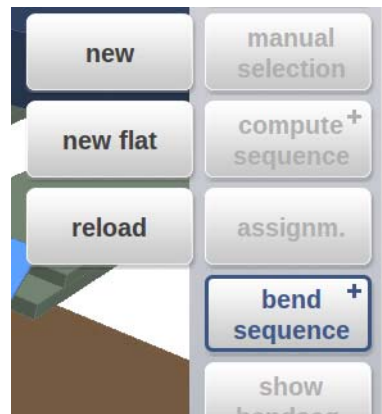 new
manual
selection
new flat
compute +
sequence
reload
assignm.
bend +
sequence
show